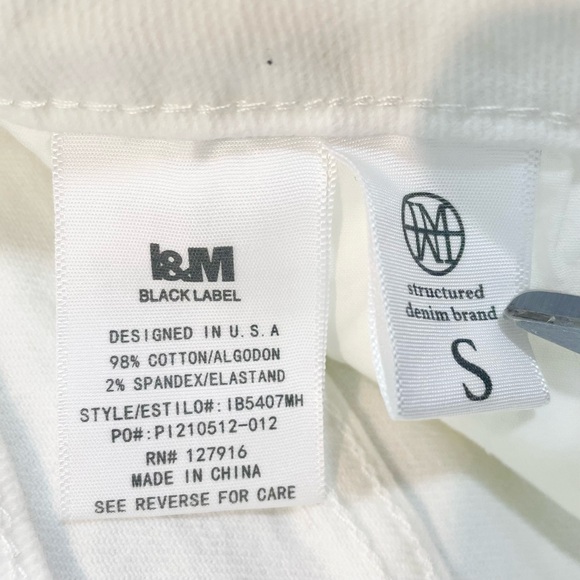 I&M
BLACK LABEL
DESIGNED IN U.S.A
98% COTTON/ALGODON
2% SPANDEX/ELASTAND
STYLE/ESTILO#: IB5407MH
PO#:PI210512-012
RN# 127916
MADE IN CHINA
SEE REVERSE FOR CARE
structured
denim brand
S